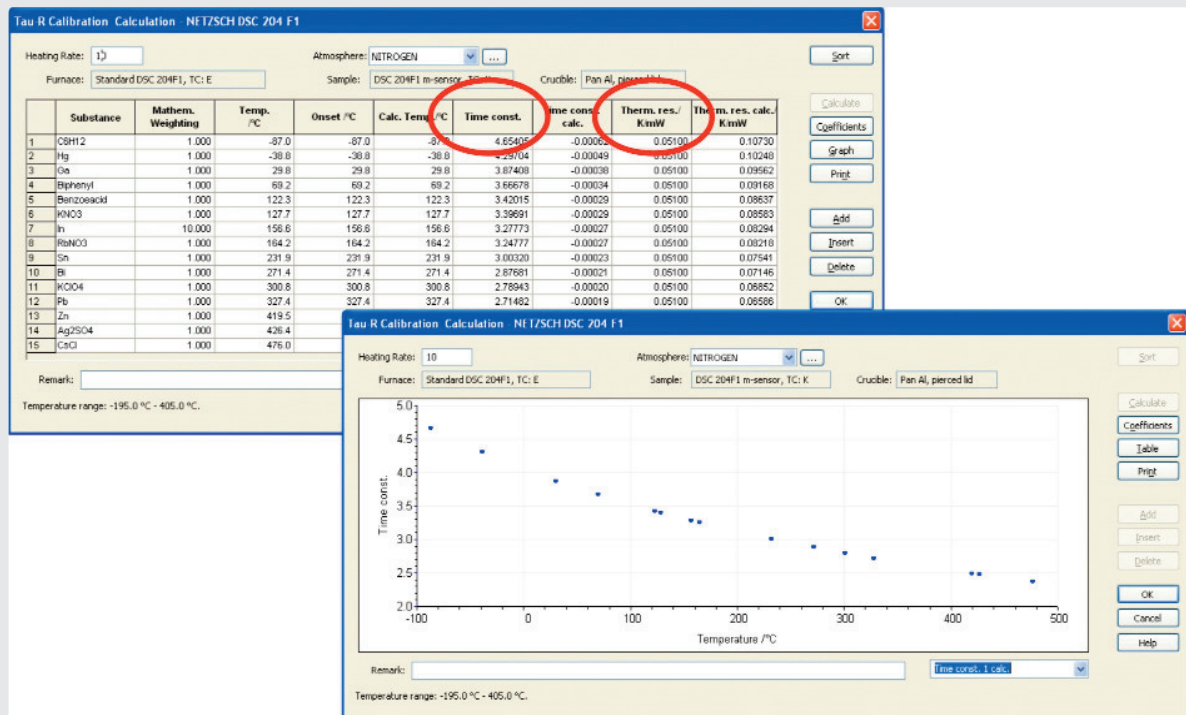 Tau R Calibration Calculation - NETZSCH DSC 204 F1
Heating Rate: Atmosphere: NITROGEN ... Sort
Furnace: Standard DSC 204F1, TC: E Sample: DSC 204F1 m-sensor, Crucible: Pan Al, pierced lid
Substance Mathem. Weighting Temp. /°C Onset /°C Calc. Temp./°C Time const. Time const. calc. Therm. res./ K/mW Therm. res. calc./ K/mW
1 C6H12 1.000 -87.0 -87.0 -87.0 4.65405 0.05100 0.10730
2 Hg 1.000 -38.8 -38.8 -38.8 4.29704 -0.00049 0.05100 0.10248
3 Ga 1.000 29.8 29.8 29.8 3.87408 -0.00038 0.05100 0.09562
4 Biphenyl 1.000 69.2 69.2 69.2 3.66678 -0.00034 0.05100 0.09168
5 Benzoeacid 1.000 122.3 122.3 122.3 3.42015 -0.00029 0.05100 0.08637
6 KNO3 1.000 127.7 127.7 127.7 3.39691 -0.00029 0.05100 0.08583
7 In 10.000 156.6 156.6 156.6 3.27773 -0.00027 0.05100 0.08294
8 RbNO3 1.000 164.2 164.2 164.2 3.24777 -0.00027 0.05100 0.08218
9 Sn 1.000 231.9 231.9 231.9 3.00320 -0.00023 0.05100 0.07541
10 Bi 1.000 271.4 271.4 271.4 2.87681 -0.00021 0.05100 0.07146
11 KClO4 1.000 300.8 300.8 300.8 2.78943 -0.00020 0.05100 0.06852
12 Pb 1.000 327.4 327.4 327.4 2.71482 -0.00019 0.05100 0.06586
13 Zn 1.000 419.5
14 Ag2SO4 1.000 426.4
15 CsCl 1.000 476.0
Calculate
Coefficients
Graph
Print
Add
Insert
Delete
OK
Remark:
Temperature range: -195.0 °C - 405.0 °C.
Tau R Calibration Calculation - NETZSCH DSC 204 F1
Heating Rate: 10 Atmosphere: NITROGEN ... Sort
Furnace: Standard DSC 204F1, TC: E Sample: DSC 204F1 m-sensor, TC: K Crucible: Pan Al, pierced lid
Calculate
Coefficients
Table
Print
Add
Insert
Delete
OK
Cancel
Help
Time const.
5.0
4.5
4.0
3.5
3.0
2.5
2.0
-100 0 100 200 300 400 500
Temperature /°C
Remark: Time const. 1 calc.
Temperature range: -195.0 °C - 405.0 °C.